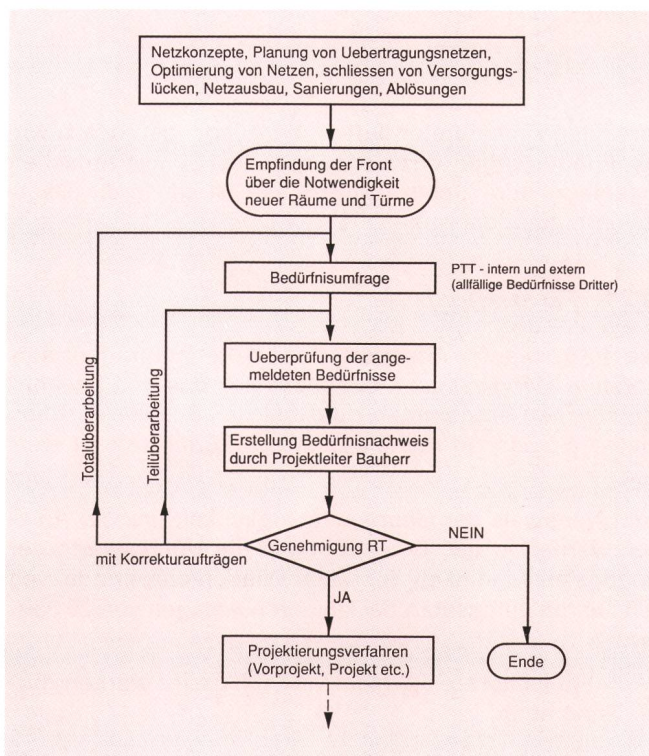 Netzkonzepte, Planung von Uebertragungsnetzen,
Optimierung von Netzen, schliessen von Versorgungs-
lücken, Netzausbau, Sanierungen, Ablösungen
Empfindung der Front
über die Notwendigkeit
neuer Räume und Türme
Bedürfnisumfrage
PTT - intern und extern
(allfällige Bedürfnisse Dritter)
Ueberprüfung der ange-
meldeten Bedürfnisse
Totalüberarbeitung
Teilüberarbeitung
Erstellung Bedürfnisnachweis
durch Projektleiter Bauherr
Genehmigung RT
NEIN
mit Korrekturaufträgen
JA
Projektierungsverfahren
(Vorprojekt, Projekt etc.)
Ende